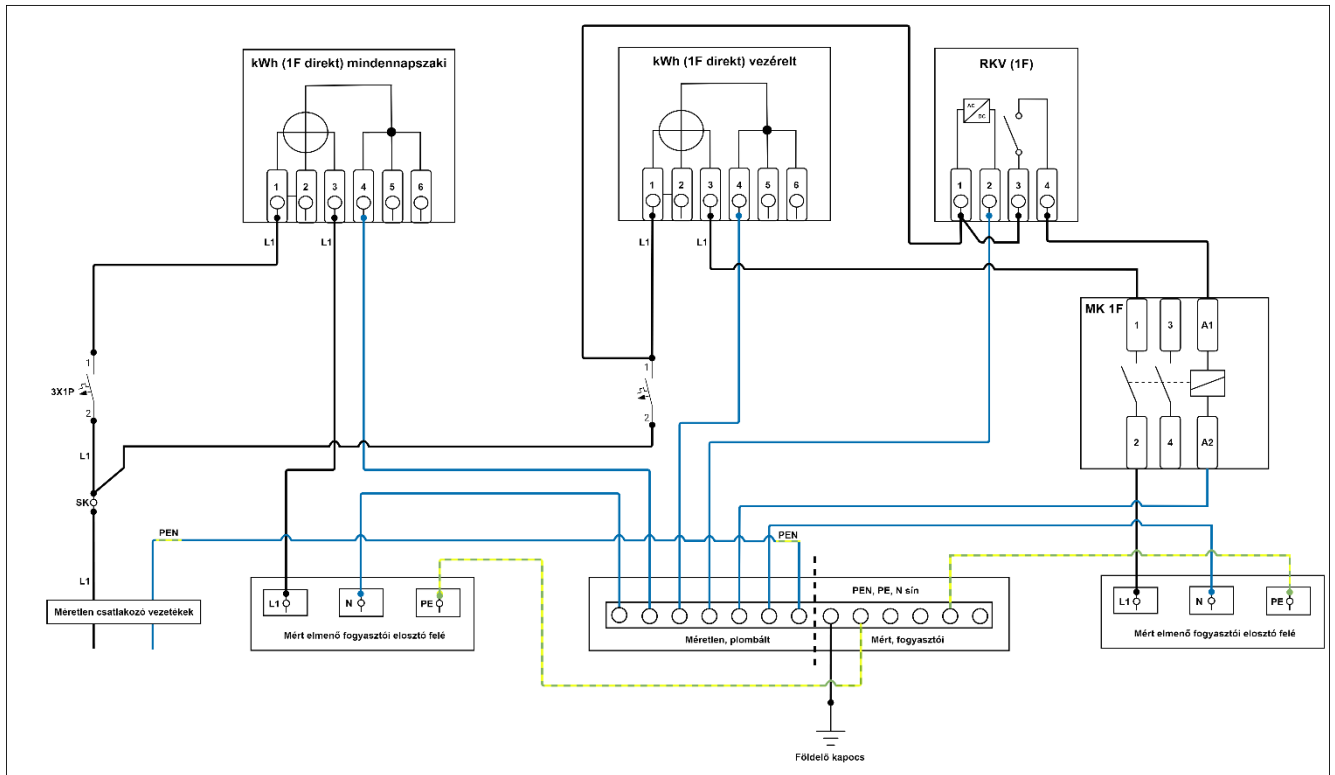 kWh (1F direkt) mindennapszaki
kWh (1F direkt) vezérelt
RKV (1F)
AC
DC
1 2 3 4 5 6
1 2 3 4 5 6
1 2 3 4
L1 L1
L1 L1
MK 1F
1 3 A1
1
3X1P
2
1
2
2 4 A2
L1
SK
PEN
PEN
L1
Méretlen csatlakozó vezetékek
L1 N PE
Mért elmenő fogyasztói elosztó felé
PEN, PE, N sín
Méretlen, plombált
Mért, fogyasztói
L1 N PE
Mért elmenő fogyasztói elosztó felé
Földelő kapocs